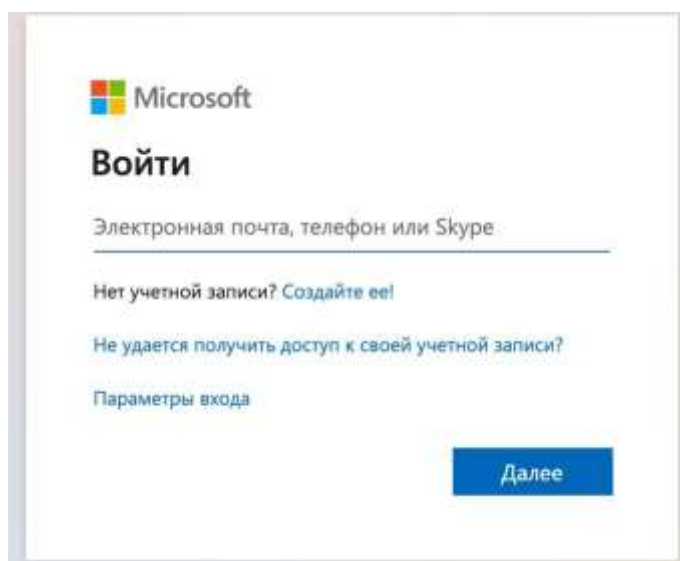 Microsoft
Войти
Электронная почта, телефон или Skype
Нет учетной записи? Создайте ее!
Не удается получить доступ к своей учетной записи?
Параметры входа
Далее